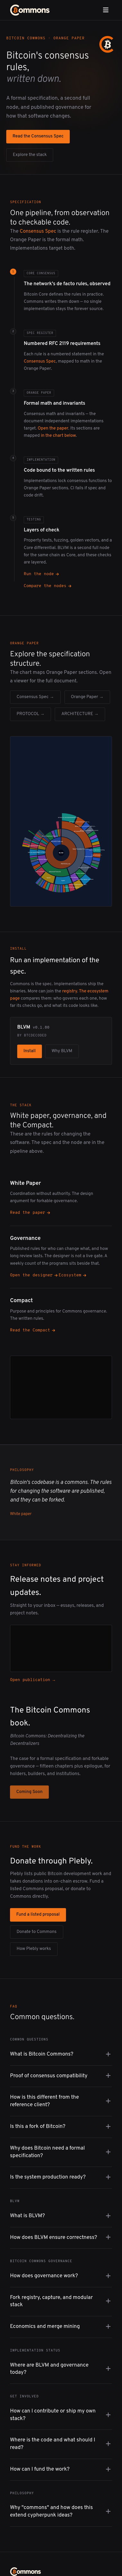 Commons
BITCOIN COMMONS · ORANGE PAPER
Bitcoin's consensus
rules,
written down.
A formal specification, a second full
node, and published governance for
how that software changes.
Read the Consensus Spec
Explore the stack
SPECIFICATION
One pipeline, from observation
to checkable code.
The Consensus Spec is the rule register. The
Orange Paper is the formal math.
Implementations target both.
1
CORE CONSENSUS
The network's de facto rules, observed
Bitcoin Core defines the rules in practice.
Commons writes them down — no single
implementation stays the forever source.
2
SPEC REGISTER
Numbered RFC 2119 requirements
Each rule is a numbered statement in the
Consensus Spec, mapped to math in the
Orange Paper.
3
ORANGE PAPER
Formal math and invariants
Consensus math and invariants — the
document independent implementations
target. Open the paper. Its sections are
mapped in the chart below.
4
IMPLEMENTATION
Code bound to the written rules
Implementations lock consensus functions to
Orange Paper sections. CI fails if spec and
code drift.
5
TESTING
Layers of check
Property tests, fuzzing, golden vectors, and a
Core differential. BLVM is a second full node
for the same chain as Core, and these checks
are layered.
Run the node →
Compare the nodes →
ORANGE PAPER
Explore the specification
structure.
The chart maps Orange Paper sections. Open
a viewer for the full document.
Consensus Spec →
Orange Paper →
PROTOCOL →
ARCHITECTURE →
INSTALL
Run an implementation of the
spec.
Commons is the spec. Implementations ship the
binaries. More can join the registry. The ecosystem
page compares them: who governs each one, how
far its checks go, and what isn't done yet.
Install
Why BLVM
THE STACK
White paper, governance, and
the Compact.
These are the rules for changing the
software. The spec and the node are in the
pipeline above.
White Paper
Coordination without authority. The design
argument for forkable governance.
Read the paper →
Governance
Published rules for who can change what, and how
long reviews take. The designer is not a live gate. A
weekly count of the proposals sits beside that.
Open the designer →
Ecosystem →
Compact
Purpose and principles for Commons governance.
The written rules.
Read the Compact →
PHILOSOPHY
Bitcoin's codebase is a commons. The rules
for changing the software are published,
and they can be forked.
White paper
STAY INFORMED
Release notes and project
updates.
Straight to your inbox — essays, releases, and
project notes.
Open publication →
The Bitcoin Commons
book.
Bitcoin Commons: Decentralizing the
Decentralizers
The case for a formal specification and forkable
governance — fifteen chapters plus epilogue, for
holders, builders, and institutions.
Coming Soon
FUND THE WORK
Donate through Plebly.
Plebly lists public Bitcoin development work and
takes donations into on-chain escrow. Fund a
listed Commons proposal, or donate to
Commons directly.
Fund a listed proposal
Donate to Commons
How Plebly works
FAQ
Common questions.
COMMON QUESTIONS
What is Bitcoin Commons?
Proof of consensus compatibility
How is this different from the
reference client?
Is this a fork of Bitcoin?
Why does Bitcoin need a formal
specification?
Is the system production ready?
BLVM
What is BLVM?
How does BLVM ensure correctness?
BITCOIN COMMONS GOVERNANCE
How does governance work?
Fork registry, capture, and modular
stack
Economics and merge mining
IMPLEMENTATION STATUS
Where are BLVM and governance
today?
GET INVOLVED
How can I contribute or ship my own
stack?
Where is the code and what should I
read?
How can I fund the work?
PHILOSOPHY
Why "commons" and how does this
extend cypherpunk ideas?
Commons